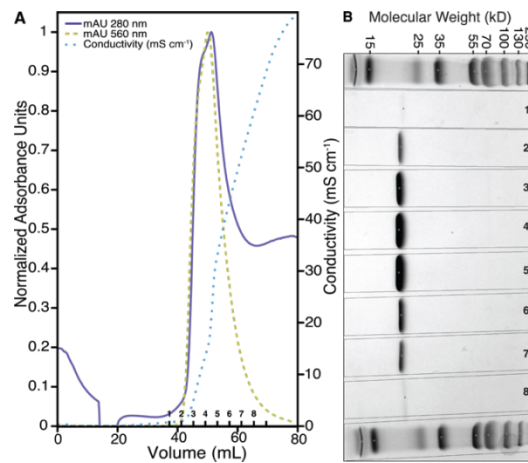 A
mAU 280 nm
mAU 560 nm
Conductivity (mS cm⁻¹)
Normalized Absorbance Units
1
0.9
0.8
0.7
0.6
0.5
0.4
0.3
0.2
0.1
0
70
60
50
40
30
20
10
0
Conductivity (mS cm⁻¹)
1 2 3 4 5 6 7 8
0 20 40 60 80
Volume (mL)
B Molecular Weight (kD)
15 25 35 55 70 100 130
1
2
3
4
5
6
7
8